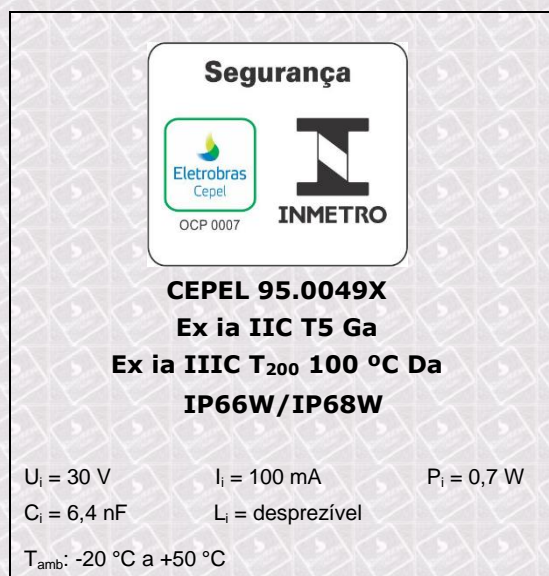 Segurança
Eletrobras
Cepel
OCP 0007
INMETRO
CEPEL 95.0049X
Ex ia IIC T5 Ga
Ex ia IIIC T₂₀₀ 100 ºC Da
IP66W/IP68W
Uᵢ = 30 V Iᵢ = 100 mA Pᵢ = 0,7 W
Cᵢ = 6,4 nF Lᵢ = desprezível
Tamb: -20 °C a +50 °C